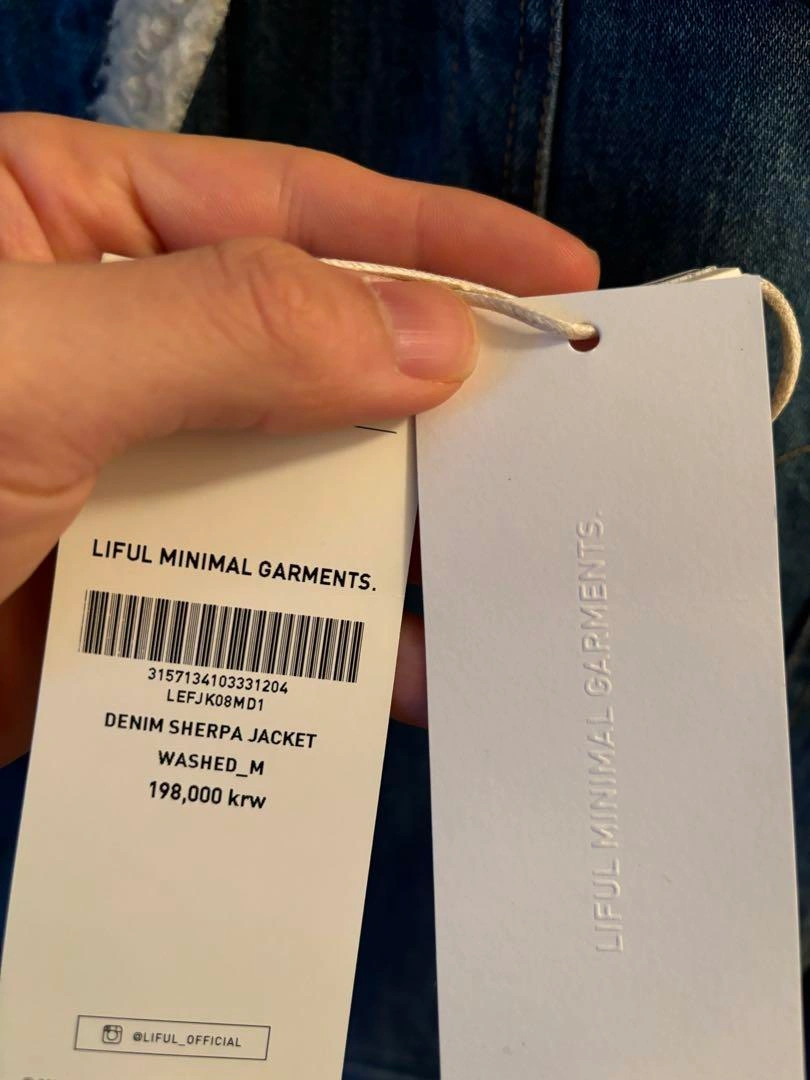 LIFUL MINIMAL GARMENTS.
3157134103331204
LEFJK08MD1
DENIM SHERPA JACKET
WASHED_M
198,000 krw
@LIFUL_OFFICIAL
LIFUL MINIMAL GARMENTS.